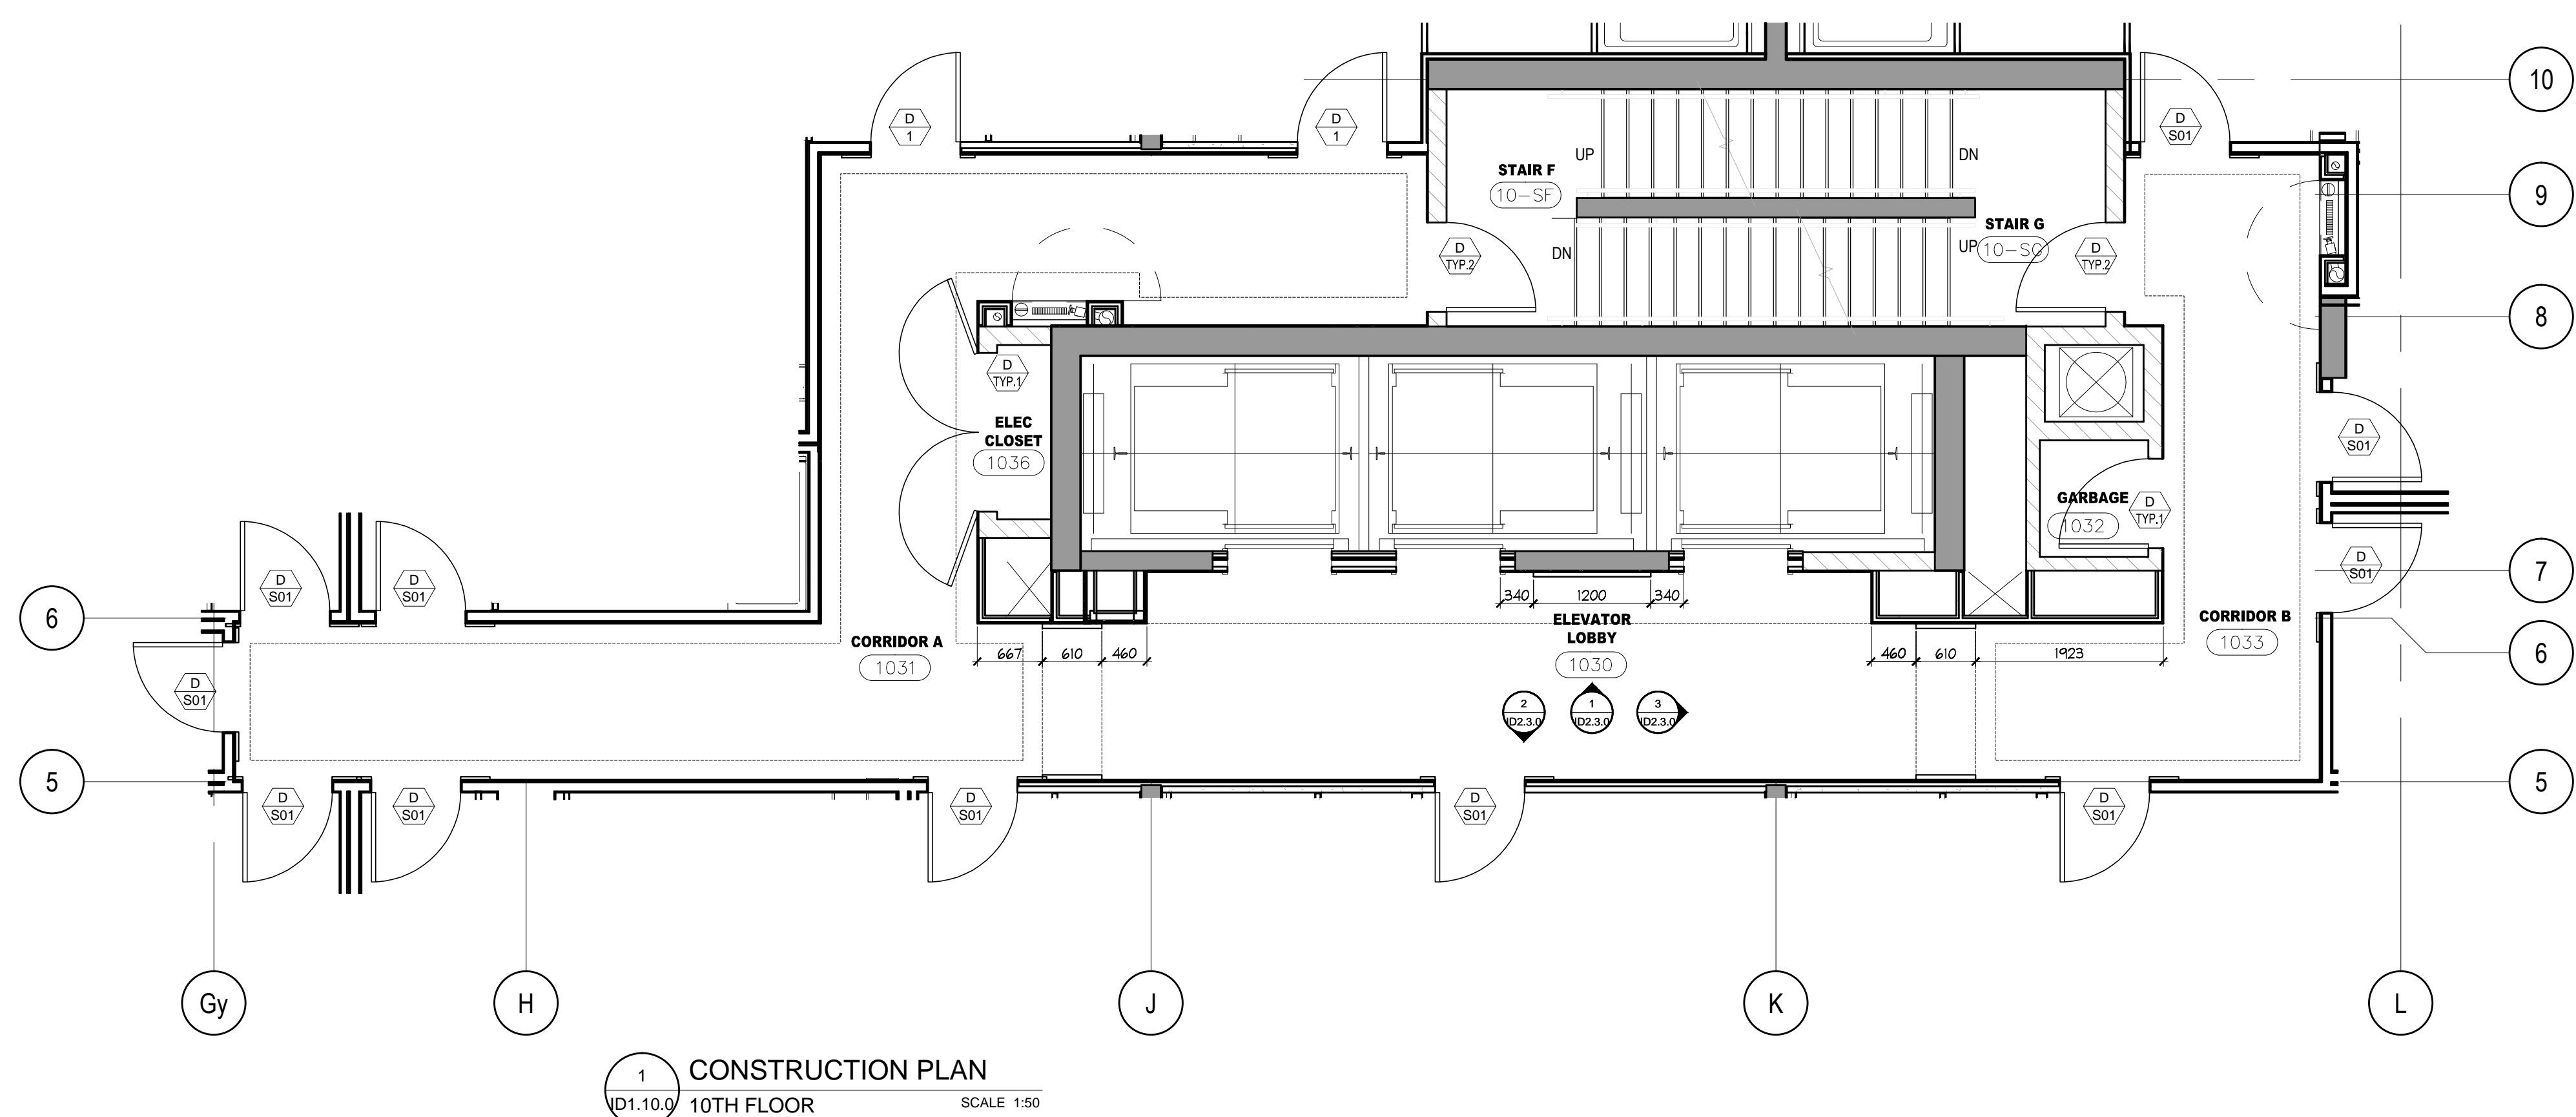 10
D
1
D
1
D
S01
UP
DN
STAIR F
10-SF
9
STAIR G
UP
10-SG
D
TYP.2
DN
D
TYP.2
8
D
TYP.1
ELEC
CLOSET
1036
D
S01
GARBAGE
1032
D
TYP.1
D
S01
D
S01
D
S01
7
340
1200
340
6
ELEVATOR
LOBBY
1030
CORRIDOR B
1033
CORRIDOR A
1031
667
610
460
460
610
1923
6
D
S01
2
ID2.3.0
1
ID2.3.0
3
ID2.3.0
5
5
D
S01
D
S01
D
S01
D
S01
D
S01
Gy
H
J
K
L
1
ID1.10.0
CONSTRUCTION PLAN
10TH FLOOR
SCALE 1:50